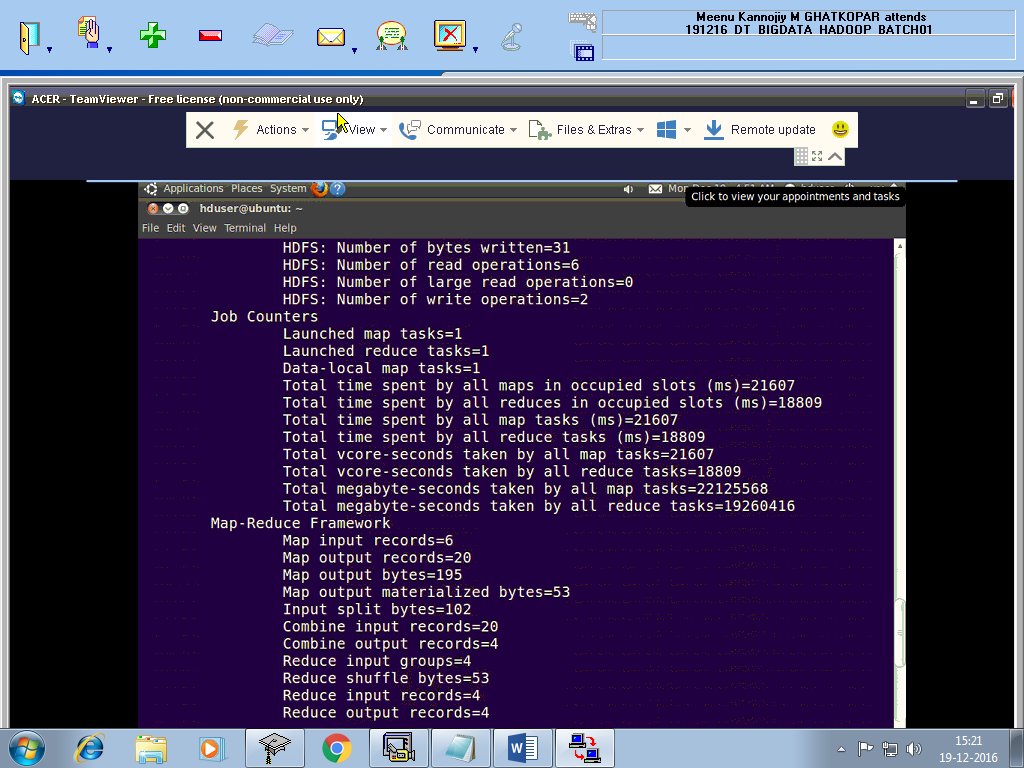 Meenu Kannojiy M GHATKOPAR attends
191216_DT_BIGDATA_HADOOP_BATCH01
ACER - TeamViewer - Free license (non-commercial use only)
Actions View Communicate Files & Extras Remote update
Applications Places System
Click to view your appointments and tasks
hduser@ubuntu: ~
File Edit View Terminal Help
HDFS: Number of bytes written=31
HDFS: Number of read operations=6
HDFS: Number of large read operations=0
HDFS: Number of write operations=2
Job Counters
Launched map tasks=1
Launched reduce tasks=1
Data-local map tasks=1
Total time spent by all maps in occupied slots (ms)=21607
Total time spent by all reduces in occupied slots (ms)=18809
Total time spent by all map tasks (ms)=21607
Total time spent by all reduce tasks (ms)=18809
Total vcore-seconds taken by all map tasks=21607
Total vcore-seconds taken by all reduce tasks=18809
Total megabyte-seconds taken by all map tasks=22125568
Total megabyte-seconds taken by all reduce tasks=19260416
Map-Reduce Framework
Map input records=6
Map output records=20
Map output bytes=195
Map output materialized bytes=53
Input split bytes=102
Combine input records=20
Combine output records=4
Reduce input groups=4
Reduce shuffle bytes=53
Reduce input records=4
Reduce output records=4
15:21
19-12-2016